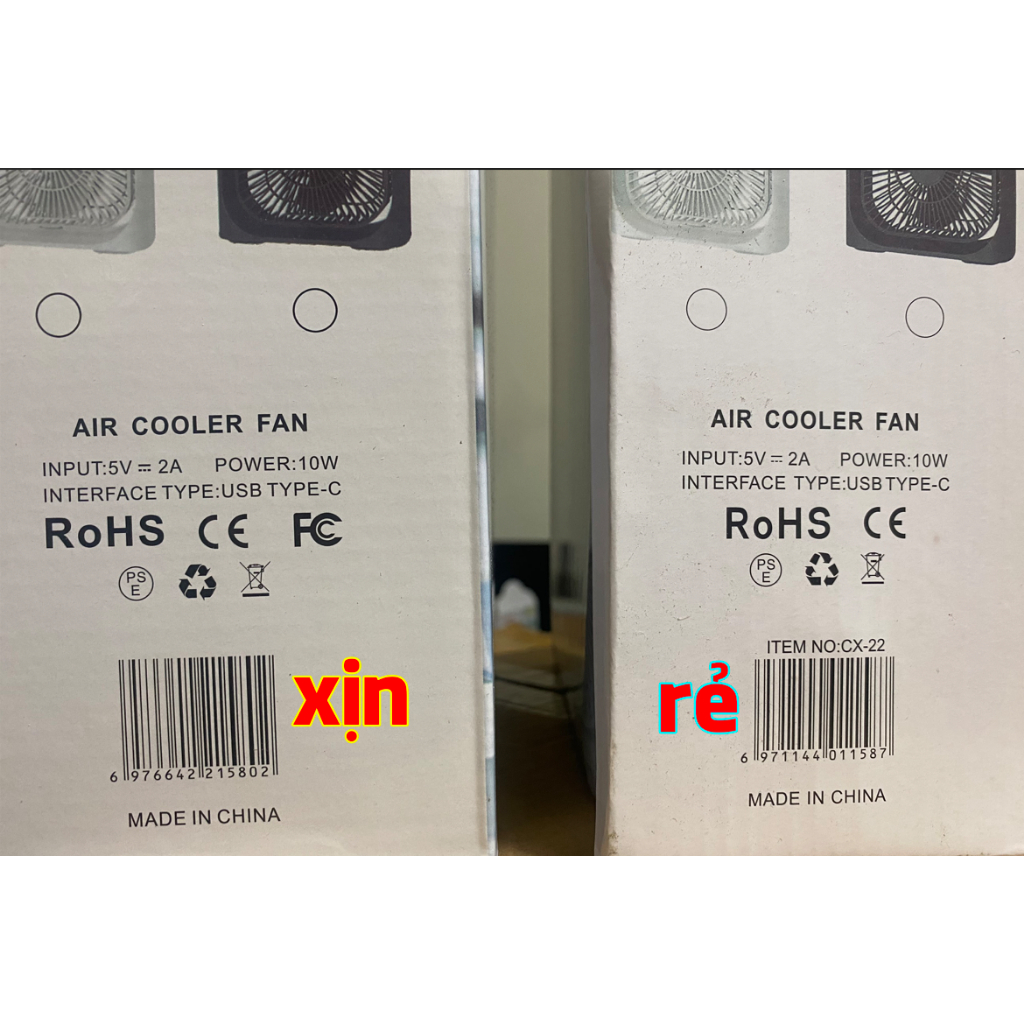 AIR COOLER FAN
INPUT:5V⎓2A POWER:10W
INTERFACE TYPE:USB TYPE-C
RoHS CE FC
PSE
xịn
6 976642 215802
MADE IN CHINA
AIR COOLER FAN
INPUT:5V⎓2A POWER:10W
INTERFACE TYPE:USB TYPE-C
RoHS CE
PSE
ITEM NO:CX-22
rẻ
6 971144 011587
MADE IN CHINA